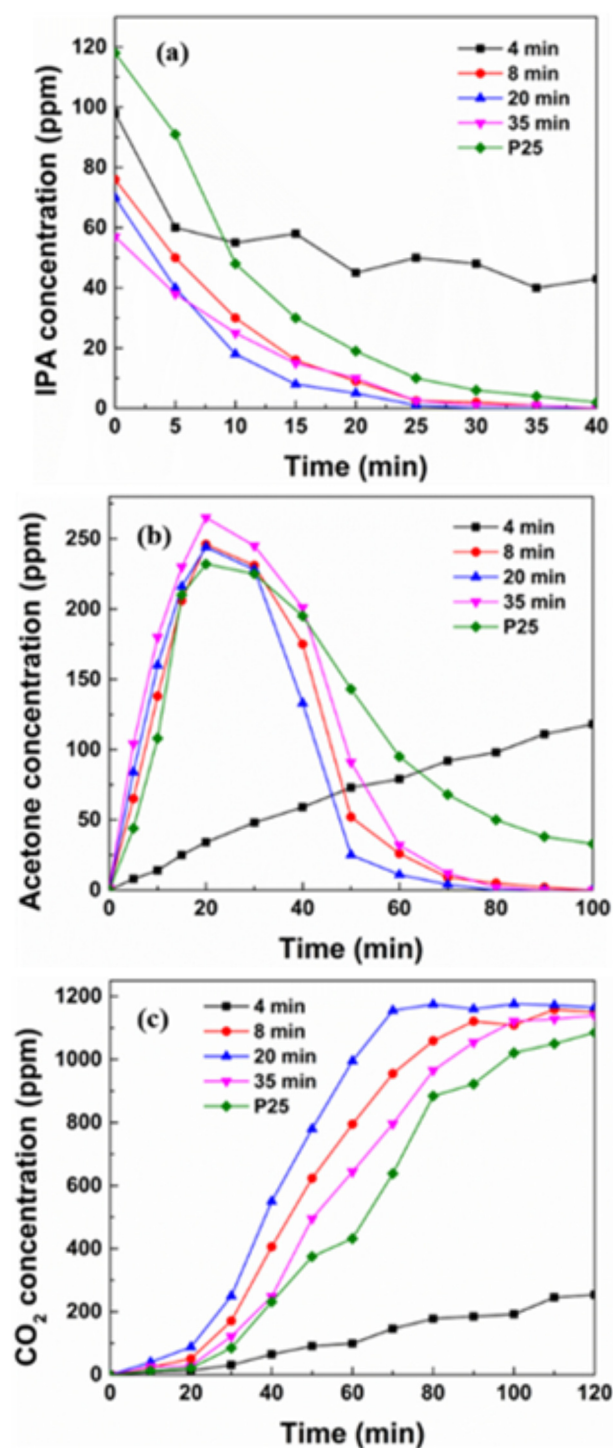 (a)
4 min
8 min
20 min
35 min
P25
IPA concentration (ppm)
120
100
80
60
40
20
0
0 5 10 15 20 25 30 35 40
Time (min)
(b)
4 min
8 min
20 min
35 min
P25
Acetone concentration (ppm)
250
200
150
100
50
0
0 20 40 60 80 100
Time (min)
(c)
4 min
8 min
20 min
35 min
P25
CO2 concentration (ppm)
1200
1000
800
600
400
200
0
0 20 40 60 80 100 120
Time (min)